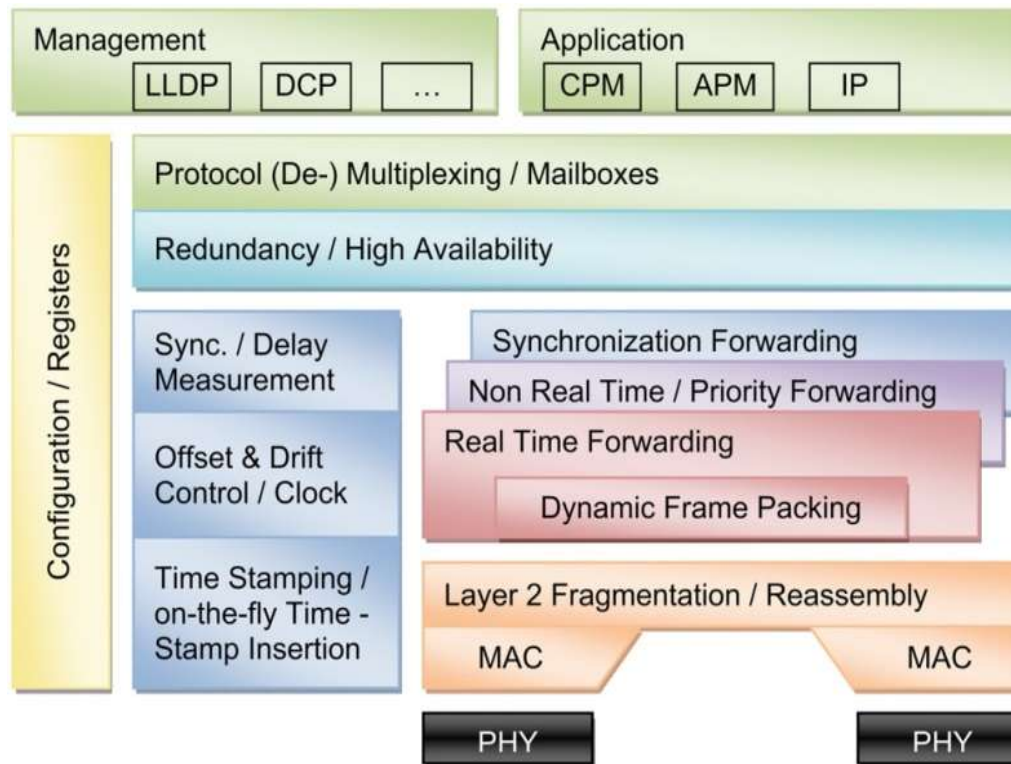 Management
LLDP
DCP
...
Application
CPM
APM
IP
Configuration / Registers
Protocol (De-) Multiplexing / Mailboxes
Redundancy / High Availability
Sync. / Delay
Measurement
Offset & Drift
Control / Clock
Time Stamping /
on-the-fly Time -
Stamp Insertion
Synchronization Forwarding
Non Real Time / Priority Forwarding
Real Time Forwarding
Dynamic Frame Packing
Layer 2 Fragmentation / Reassembly
MAC
MAC
PHY
PHY